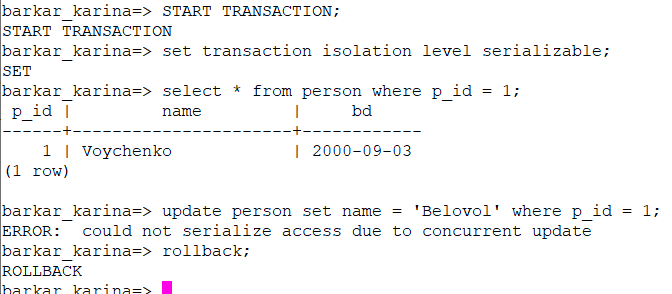 barkar_karina=> START TRANSACTION;
START TRANSACTION
barkar_karina=> set transaction isolation level serializable;
SET
barkar_karina=> select * from person where p_id = 1;
 p_id |         name         |     bd
------+----------------------+------------
    1 | Voychenko            | 2000-09-03
(1 row)

barkar_karina=> update person set name = 'Belovol' where p_id = 1;
ERROR:  could not serialize access due to concurrent update
barkar_karina=> rollback;
ROLLBACK
barkar_karina=>